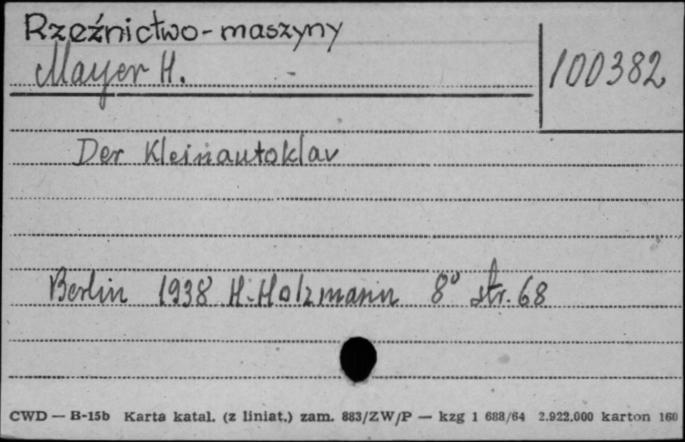 Rzeźnictwo-maszyny
Mayer H. 100382
Der Kleinautoklav
Berlin 1938 H. Holzmann 8° str. 68
CWD — B-15b Karta katal. (z liniat.) zam. 883/ZW/P — kzg 1 688/64 2.922.000 karton 160